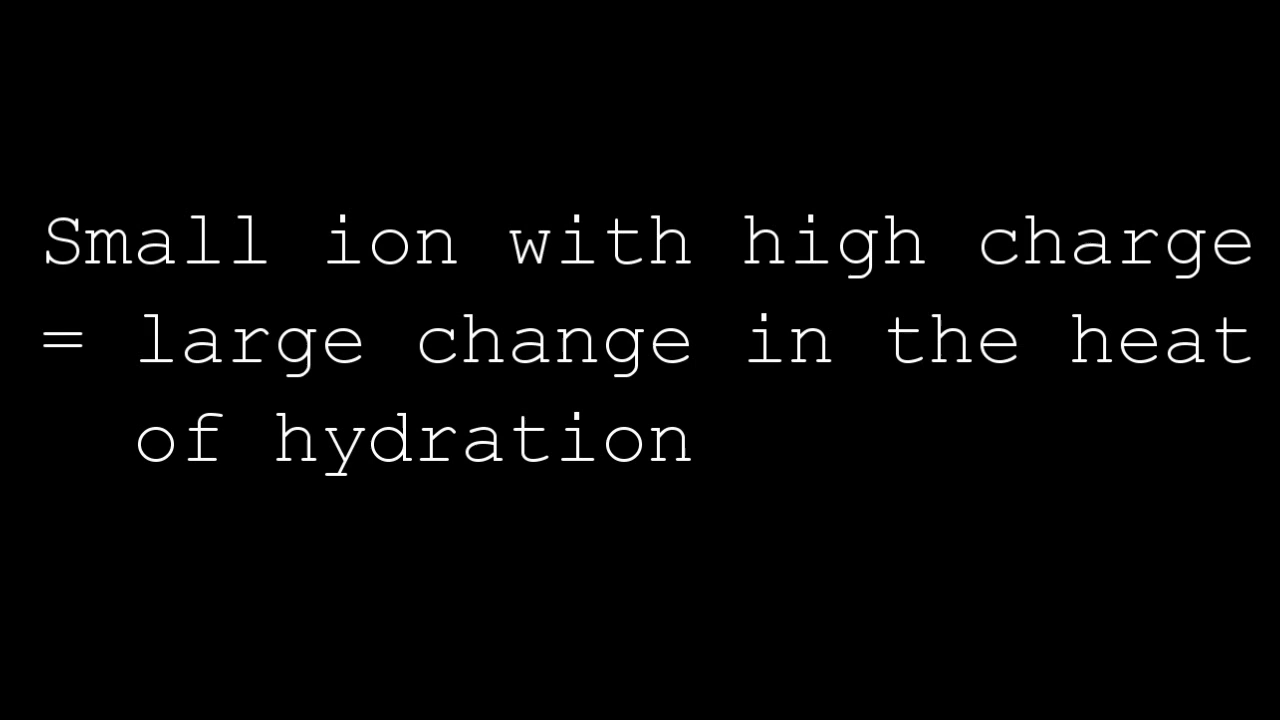 Small ion with high charge
= large change in the heat
of hydration